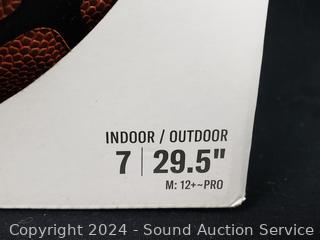 INDOOR / OUTDOOR
7 | 29.5"
M: 12+~PRO
Copyright © 2024 - Sound Auction Service